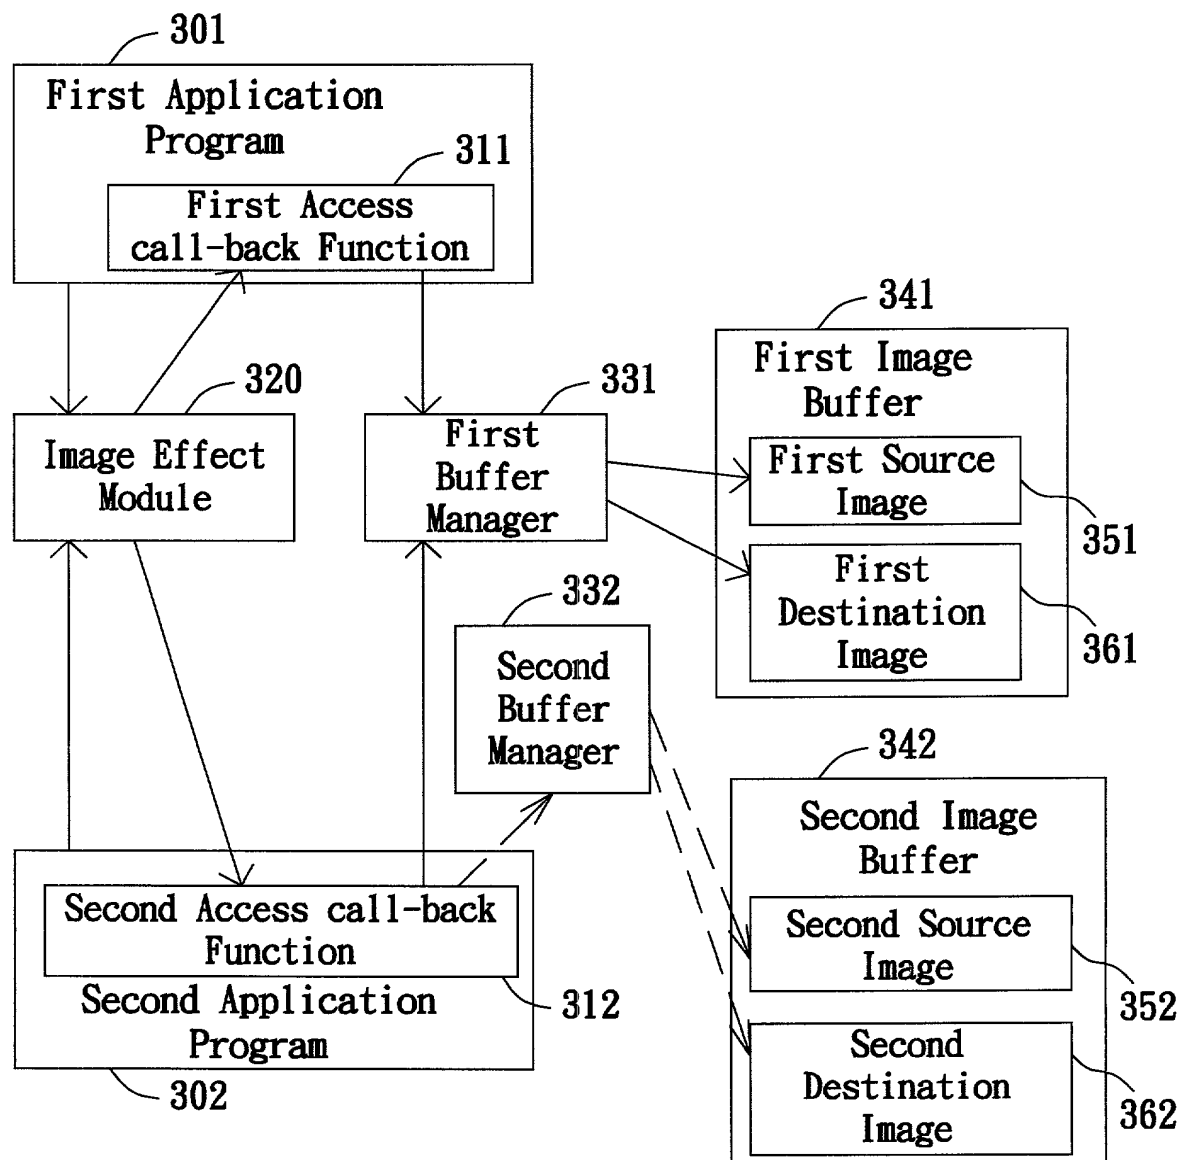 301
First Application
Program
311
First Access
call-back Function
341
First Image
Buffer
320
331
Image Effect
Module
First
Buffer
Manager
First Source
Image
351
First
Destination
Image
361
332
Second
Buffer
Manager
342
Second Image
Buffer
Second Access call-back
Function
Second Source
Image
352
Second Application
Program
312
302
Second
Destination
Image
362